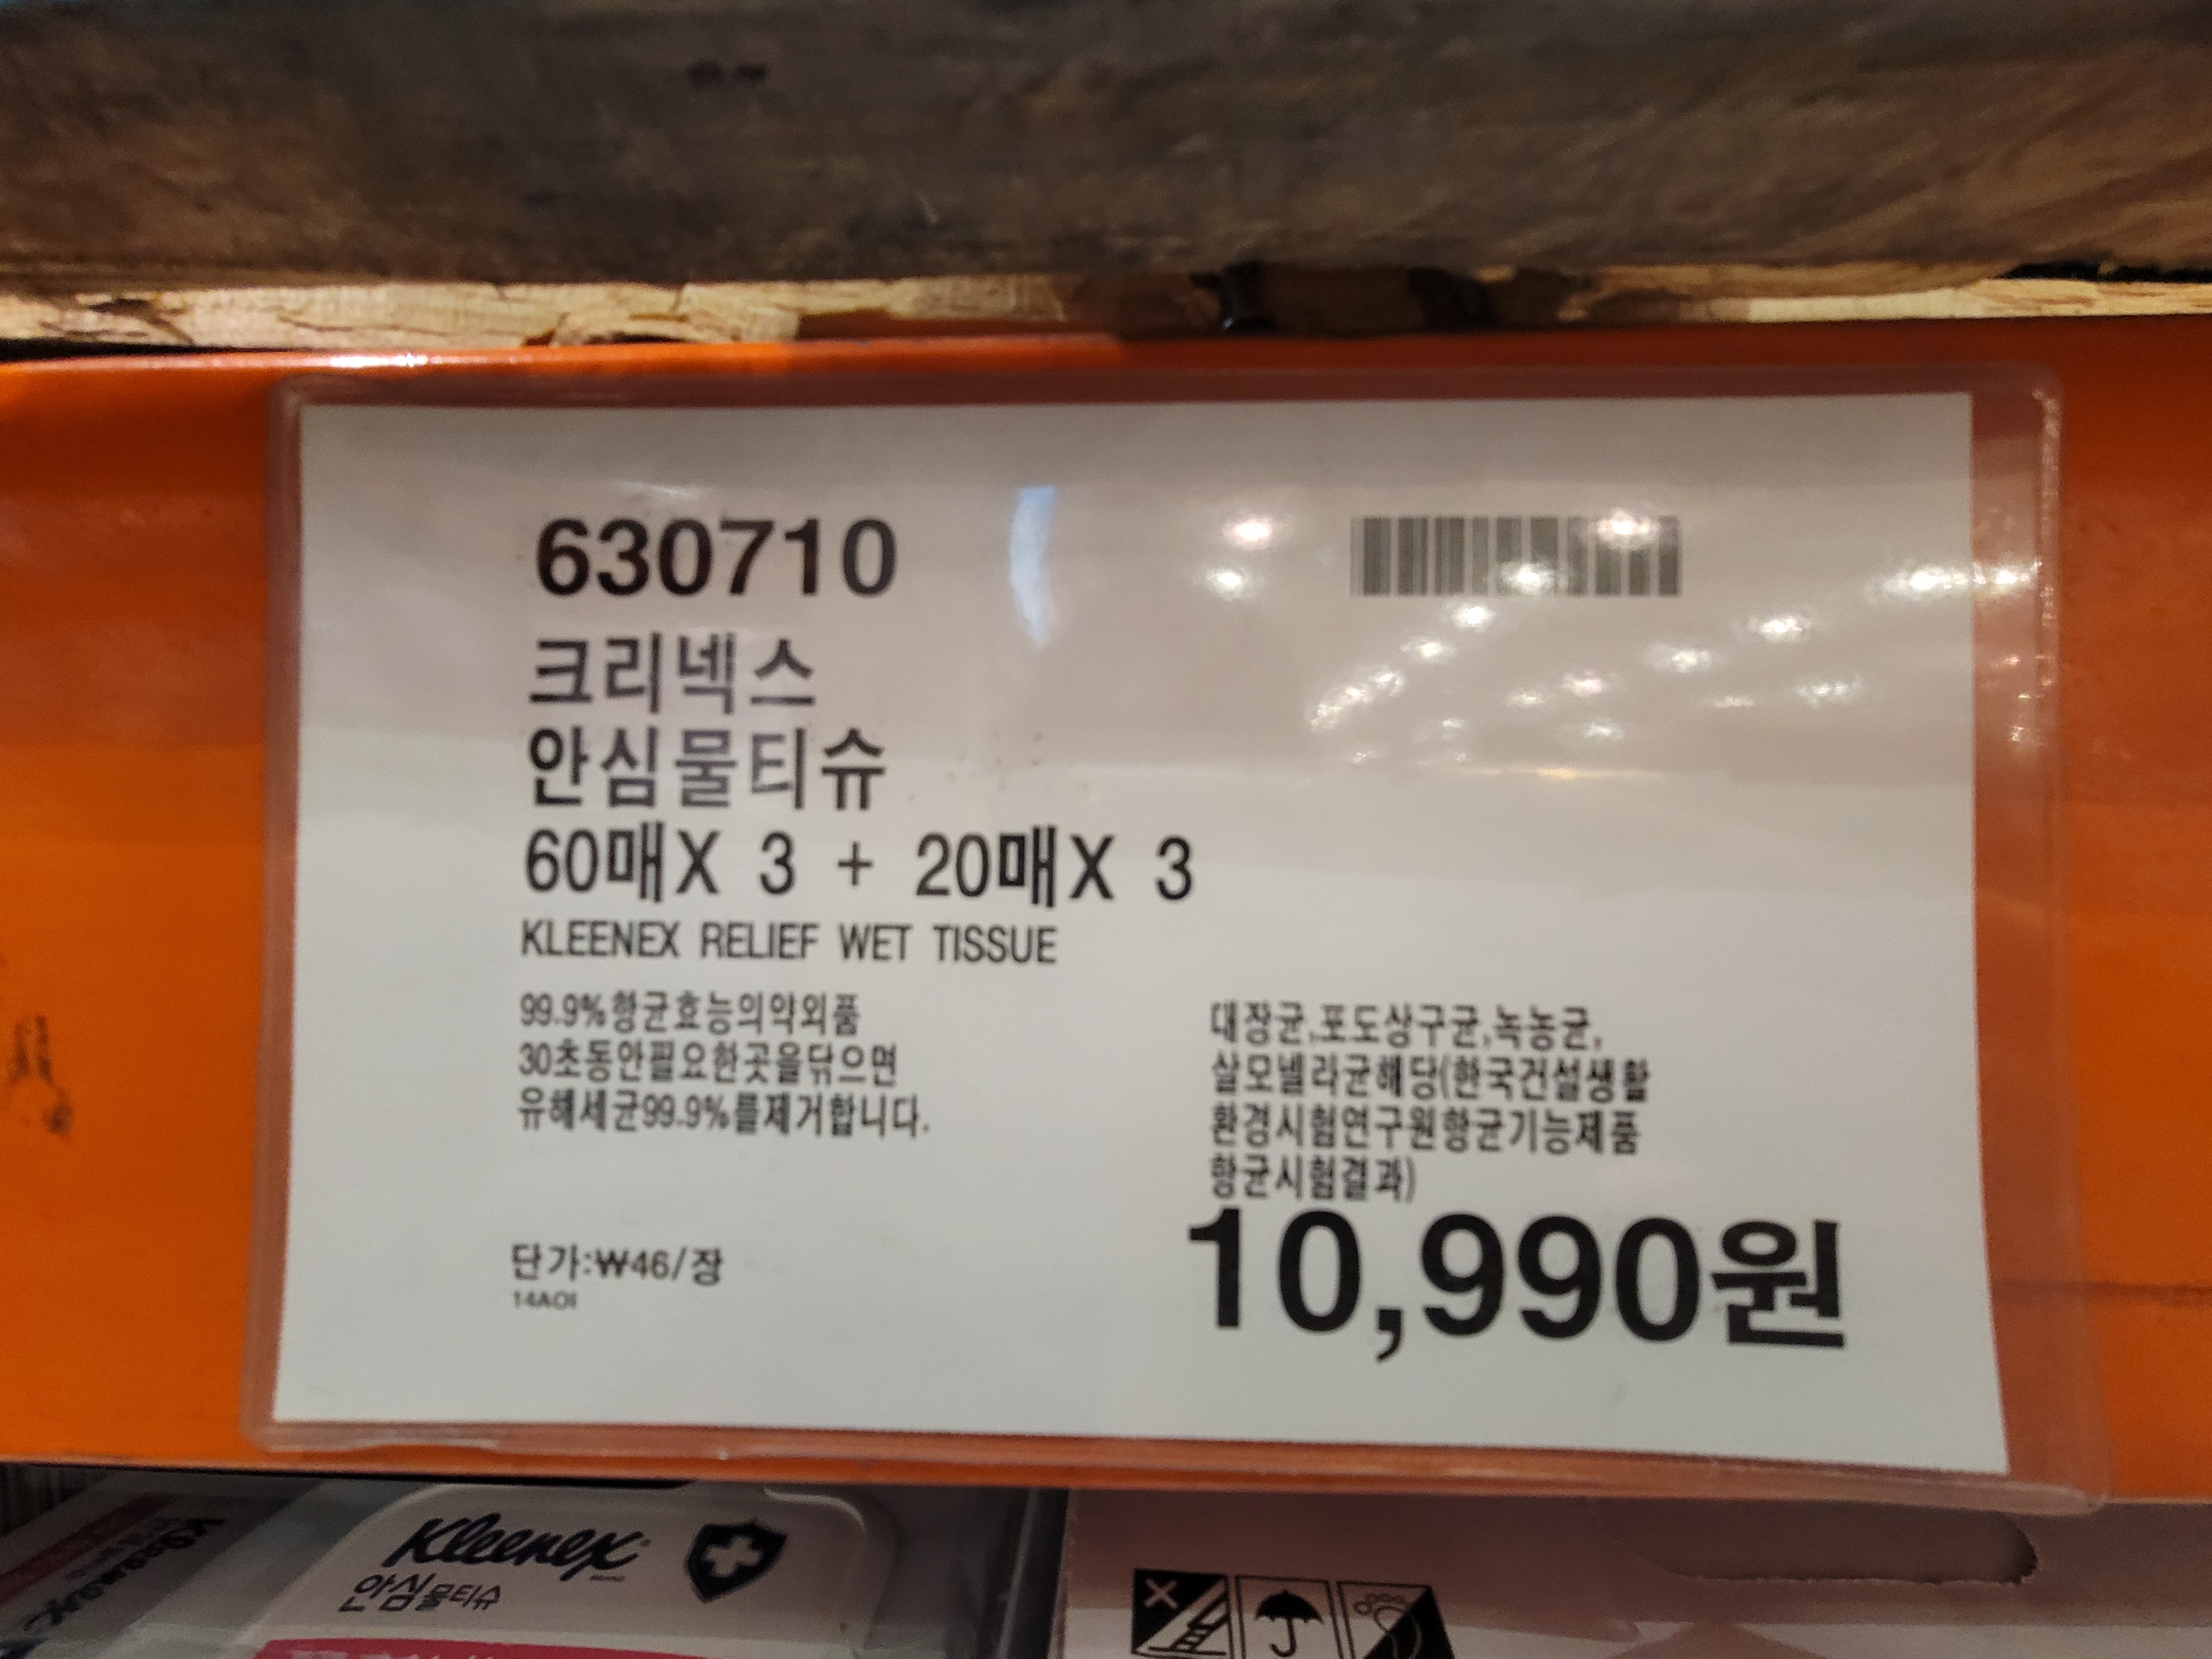 630710
크리넥스
안심물티슈
60매X 3 + 20매X 3
KLEENEX RELIEF WET TISSUE
99.9%항균효능의약외품
30초동안필요한곳을닦으면
유해세균99.9%를제거합니다.
대장균,포도상구균,녹농균,
살모넬라균해당(한국건설생활
환경시험연구원항균기능제품
항균시험결과)
단가:₩46/장
14AOI
10,990원
Kleenex
안심물티슈
Kleenex